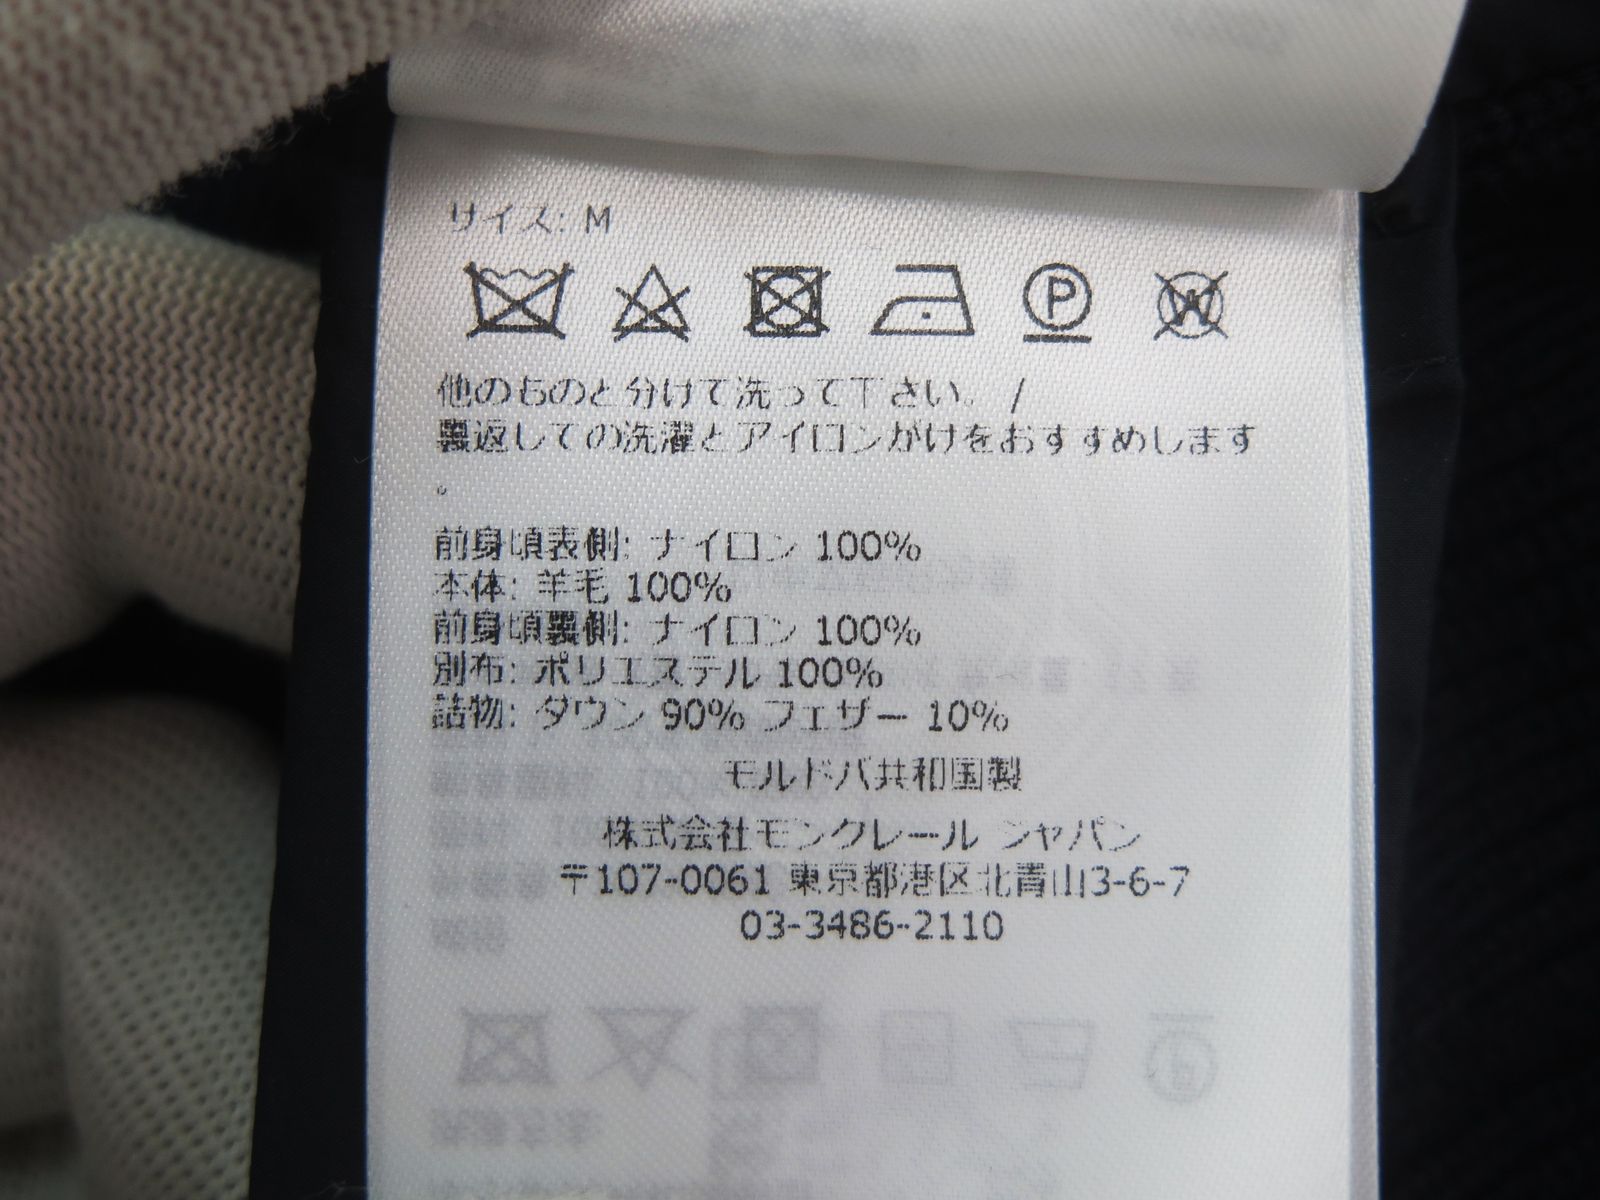 サイズ: M
P W
他のものと分けて洗って下さい。 /
裏返しての洗濯とアイロンがけをおすすめします
。
前身頃表側: ナイロン 100%
本体: 羊毛 100%
前身頃裏側: ナイロン 100%
別布: ポリエステル 100%
詰物: ダウン 90% フェザー 10%
モルドバ共和国製
株式会社モンクレール ジャパン
〒107-0061 東京都港区北青山3-6-7
03-3486-2110